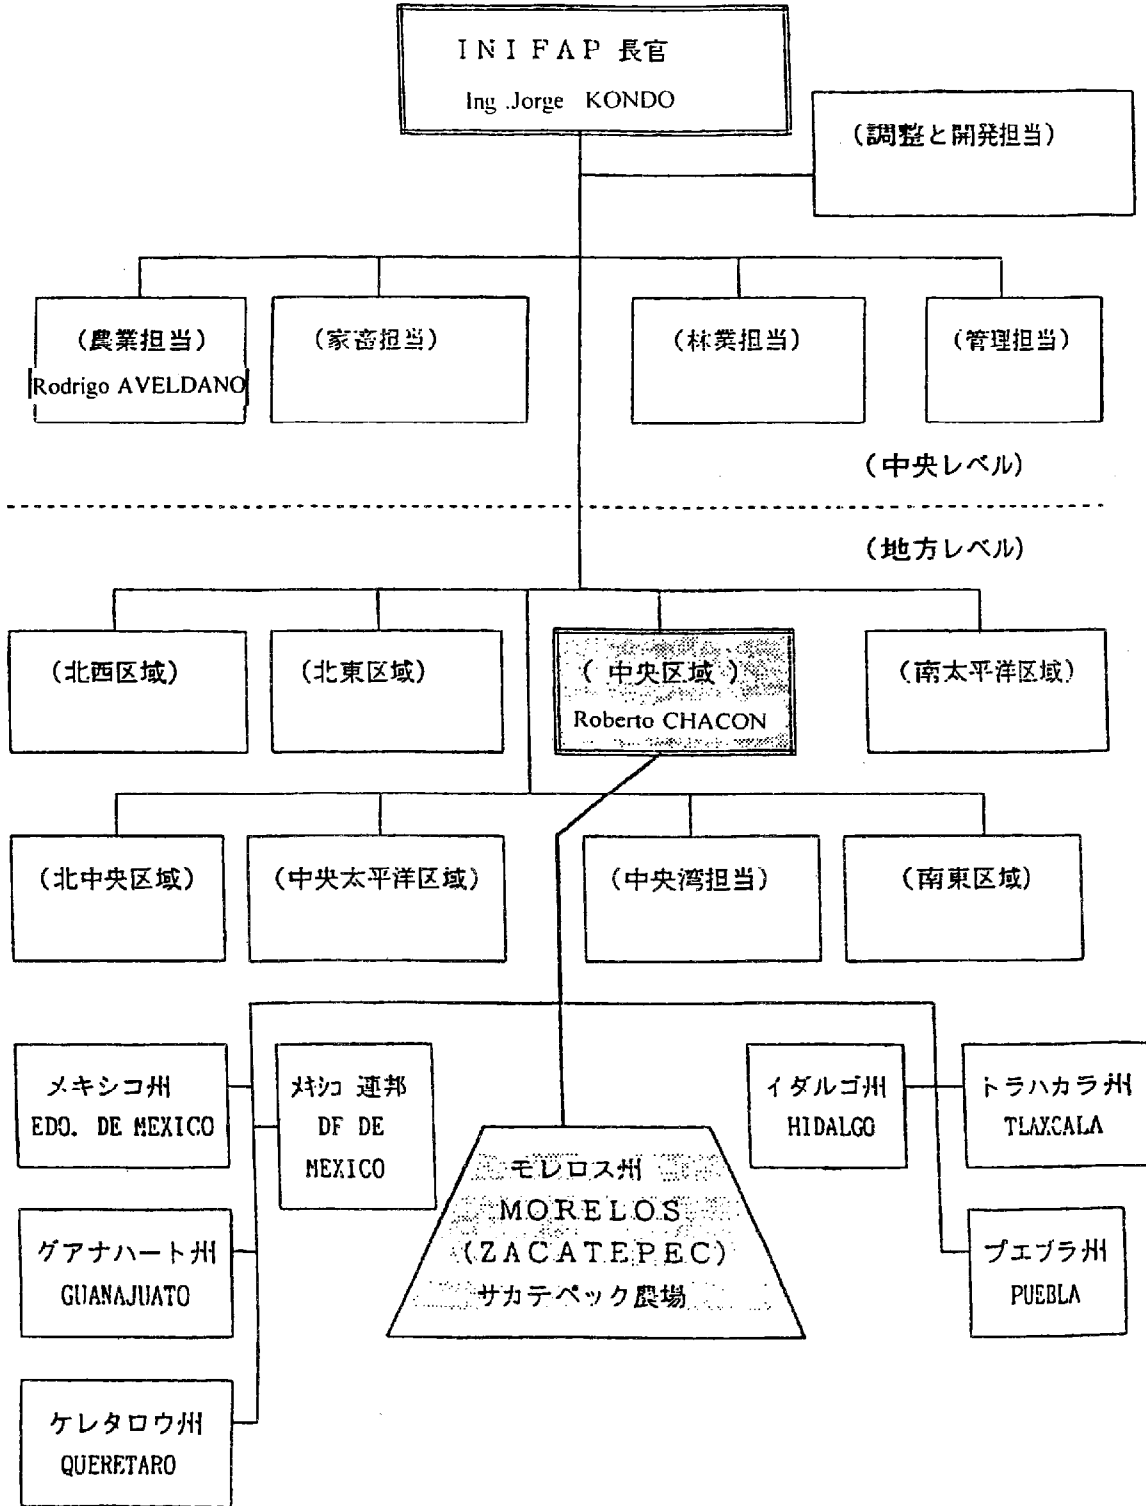 INIFAP 長官
Ing .Jorge KONDO
(調整と開発担当)
(農業担当)
Rodrigo AVELDANO
(家畜担当)
(林業担当)
(管理担当)
(中央レベル)
(地方レベル)
(北西区域)
(北東区域)
(中央区域)
Roberto CHACON
(南太平洋区域)
(北中央区域)
(中央太平洋区域)
(中央湾担当)
(南東区域)
メキシコ州
EDO. DE MEXICO
メキシコ 連邦
DF DE
MEXICO
イダルゴ州
HIDALGO
トラハカラ州
TLAXCALA
モレロス州
MORELOS
(ZACATEPEC)
サカテペック農場
グアナハート州
GUANAJUATO
プエブラ州
PUEBLA
ケレタロウ州
QUERETARO